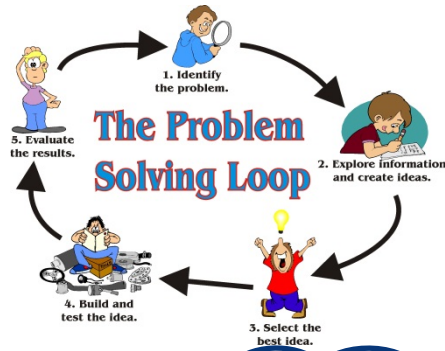 The Problem
Solving Loop
1. Identify
the problem.
2. Explore information
and create ideas.
3. Select the
best idea.
4. Build and
test the idea.
5. Evaluate
the results.